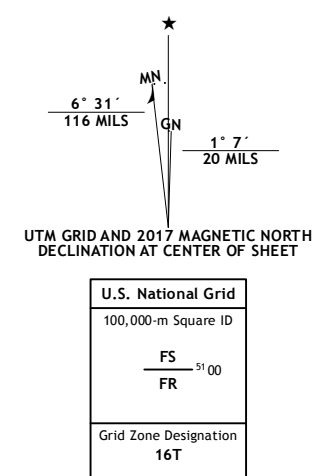 MN
GN
6° 31´
116 MILS
1° 7´
20 MILS
UTM GRID AND 2017 MAGNETIC NORTH
DECLINATION AT CENTER OF SHEET
U.S. National Grid
100,000-m Square ID
FS
5100
FR
Grid Zone Designation
16T